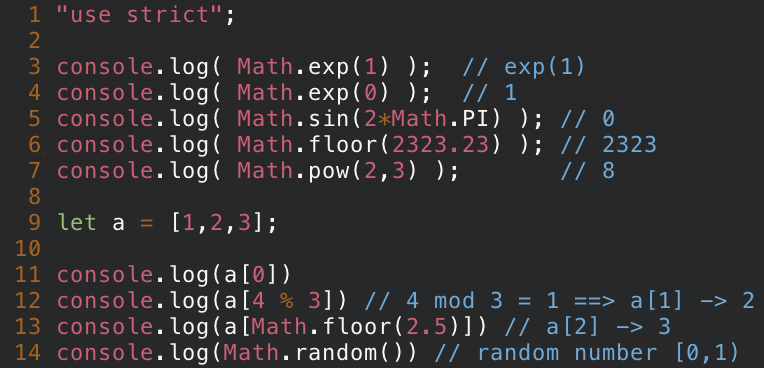 1 "use strict";
2
3 console.log( Math.exp(1) );  // exp(1)
4 console.log( Math.exp(0) );  // 1
5 console.log( Math.sin(2*Math.PI) ); // 0
6 console.log( Math.floor(2323.23) ); // 2323
7 console.log( Math.pow(2,3) );       // 8
8
9 let a = [1,2,3];
10
11 console.log(a[0])
12 console.log(a[4 % 3]) // 4 mod 3 = 1 ==> a[1] -> 2
13 console.log(a[Math.floor(2.5)]) // a[2] -> 3
14 console.log(Math.random()) // random number [0,1)